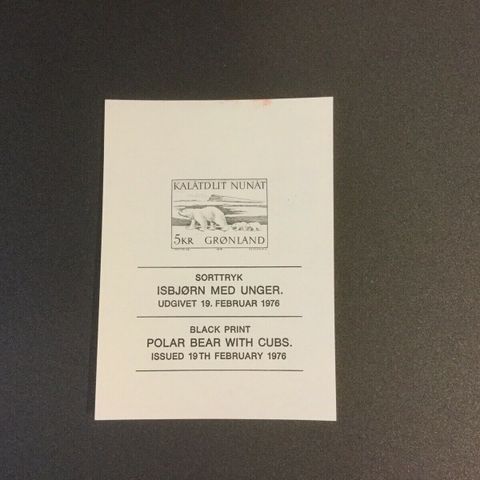 KALÂTDLIT NUNÂT
5KR GRØNLAND
SORTTRYK
ISBJØRN MED UNGER.
UDGIVET 19. FEBRUAR 1976
BLACK PRINT
POLAR BEAR WITH CUBS.
ISSUED 19TH FEBRUARY 1976